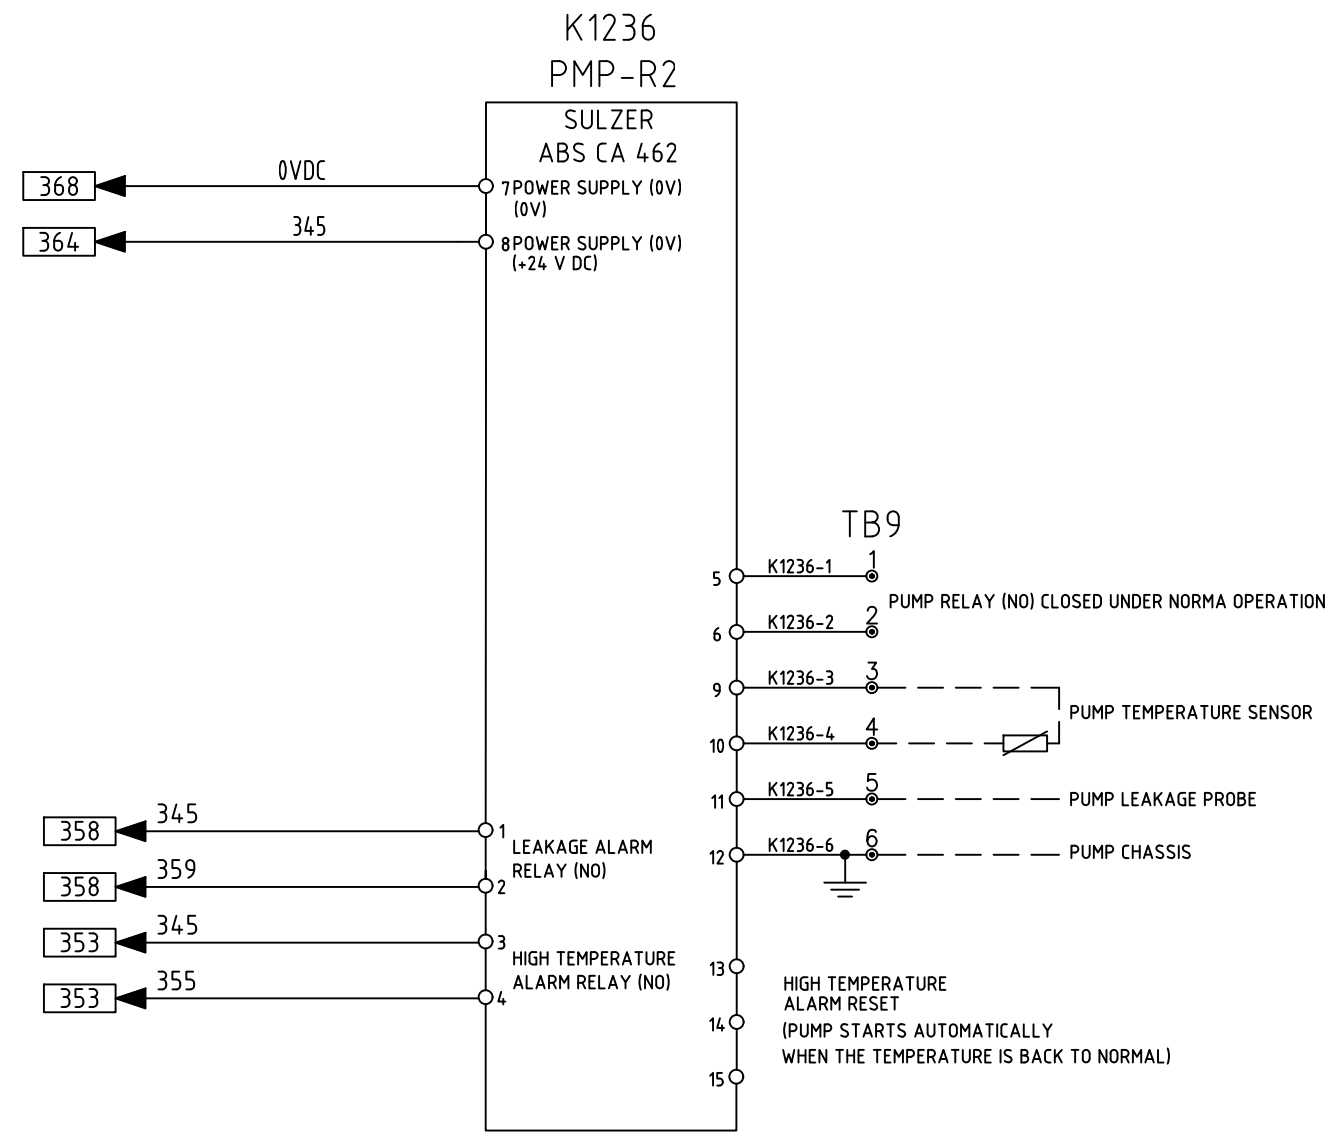 K1236
PMP-R2
SULZER
ABS CA 462
368
0VDC
7 POWER SUPPLY (0V)
(0V)
364
345
8 POWER SUPPLY (0V)
(+24 V DC)
TB9
5
K1236-1
1
PUMP RELAY (NO) CLOSED UNDER NORMA OPERATION
6
K1236-2
2
9
K1236-3
3
PUMP TEMPERATURE SENSOR
10
K1236-4
4
11
K1236-5
5
PUMP LEAKAGE PROBE
12
K1236-6
6
PUMP CHASSIS
358
345
1
LEAKAGE ALARM
RELAY (NO)
358
359
2
353
345
3
HIGH TEMPERATURE
ALARM RELAY (NO)
353
355
4
13
HIGH TEMPERATURE
ALARM RESET
14
(PUMP STARTS AUTOMATICALLY
WHEN THE TEMPERATURE IS BACK TO NORMAL)
15